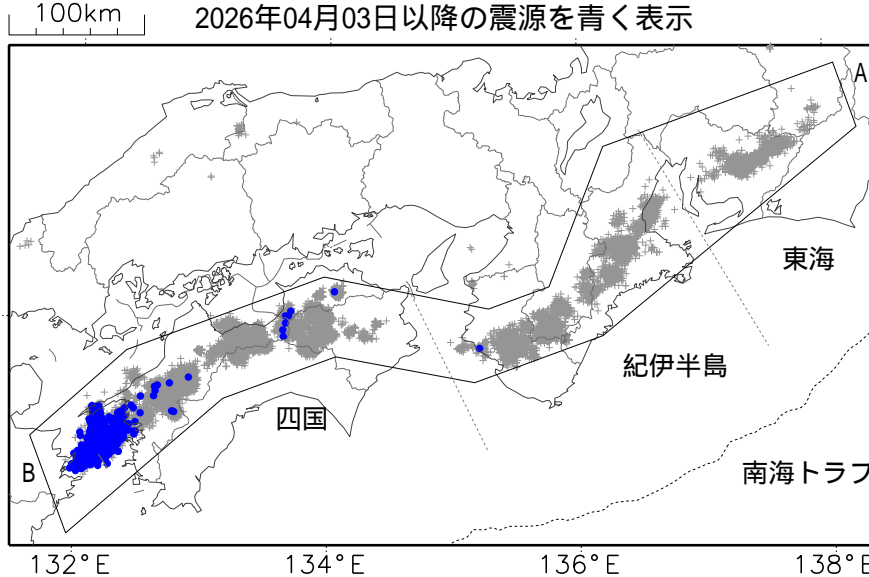 100km
2026年04月03日以降の震源を青く表示
A
東海
紀伊半島
四国
B
南海トラフ
132°E
134°E
136°E
138°E